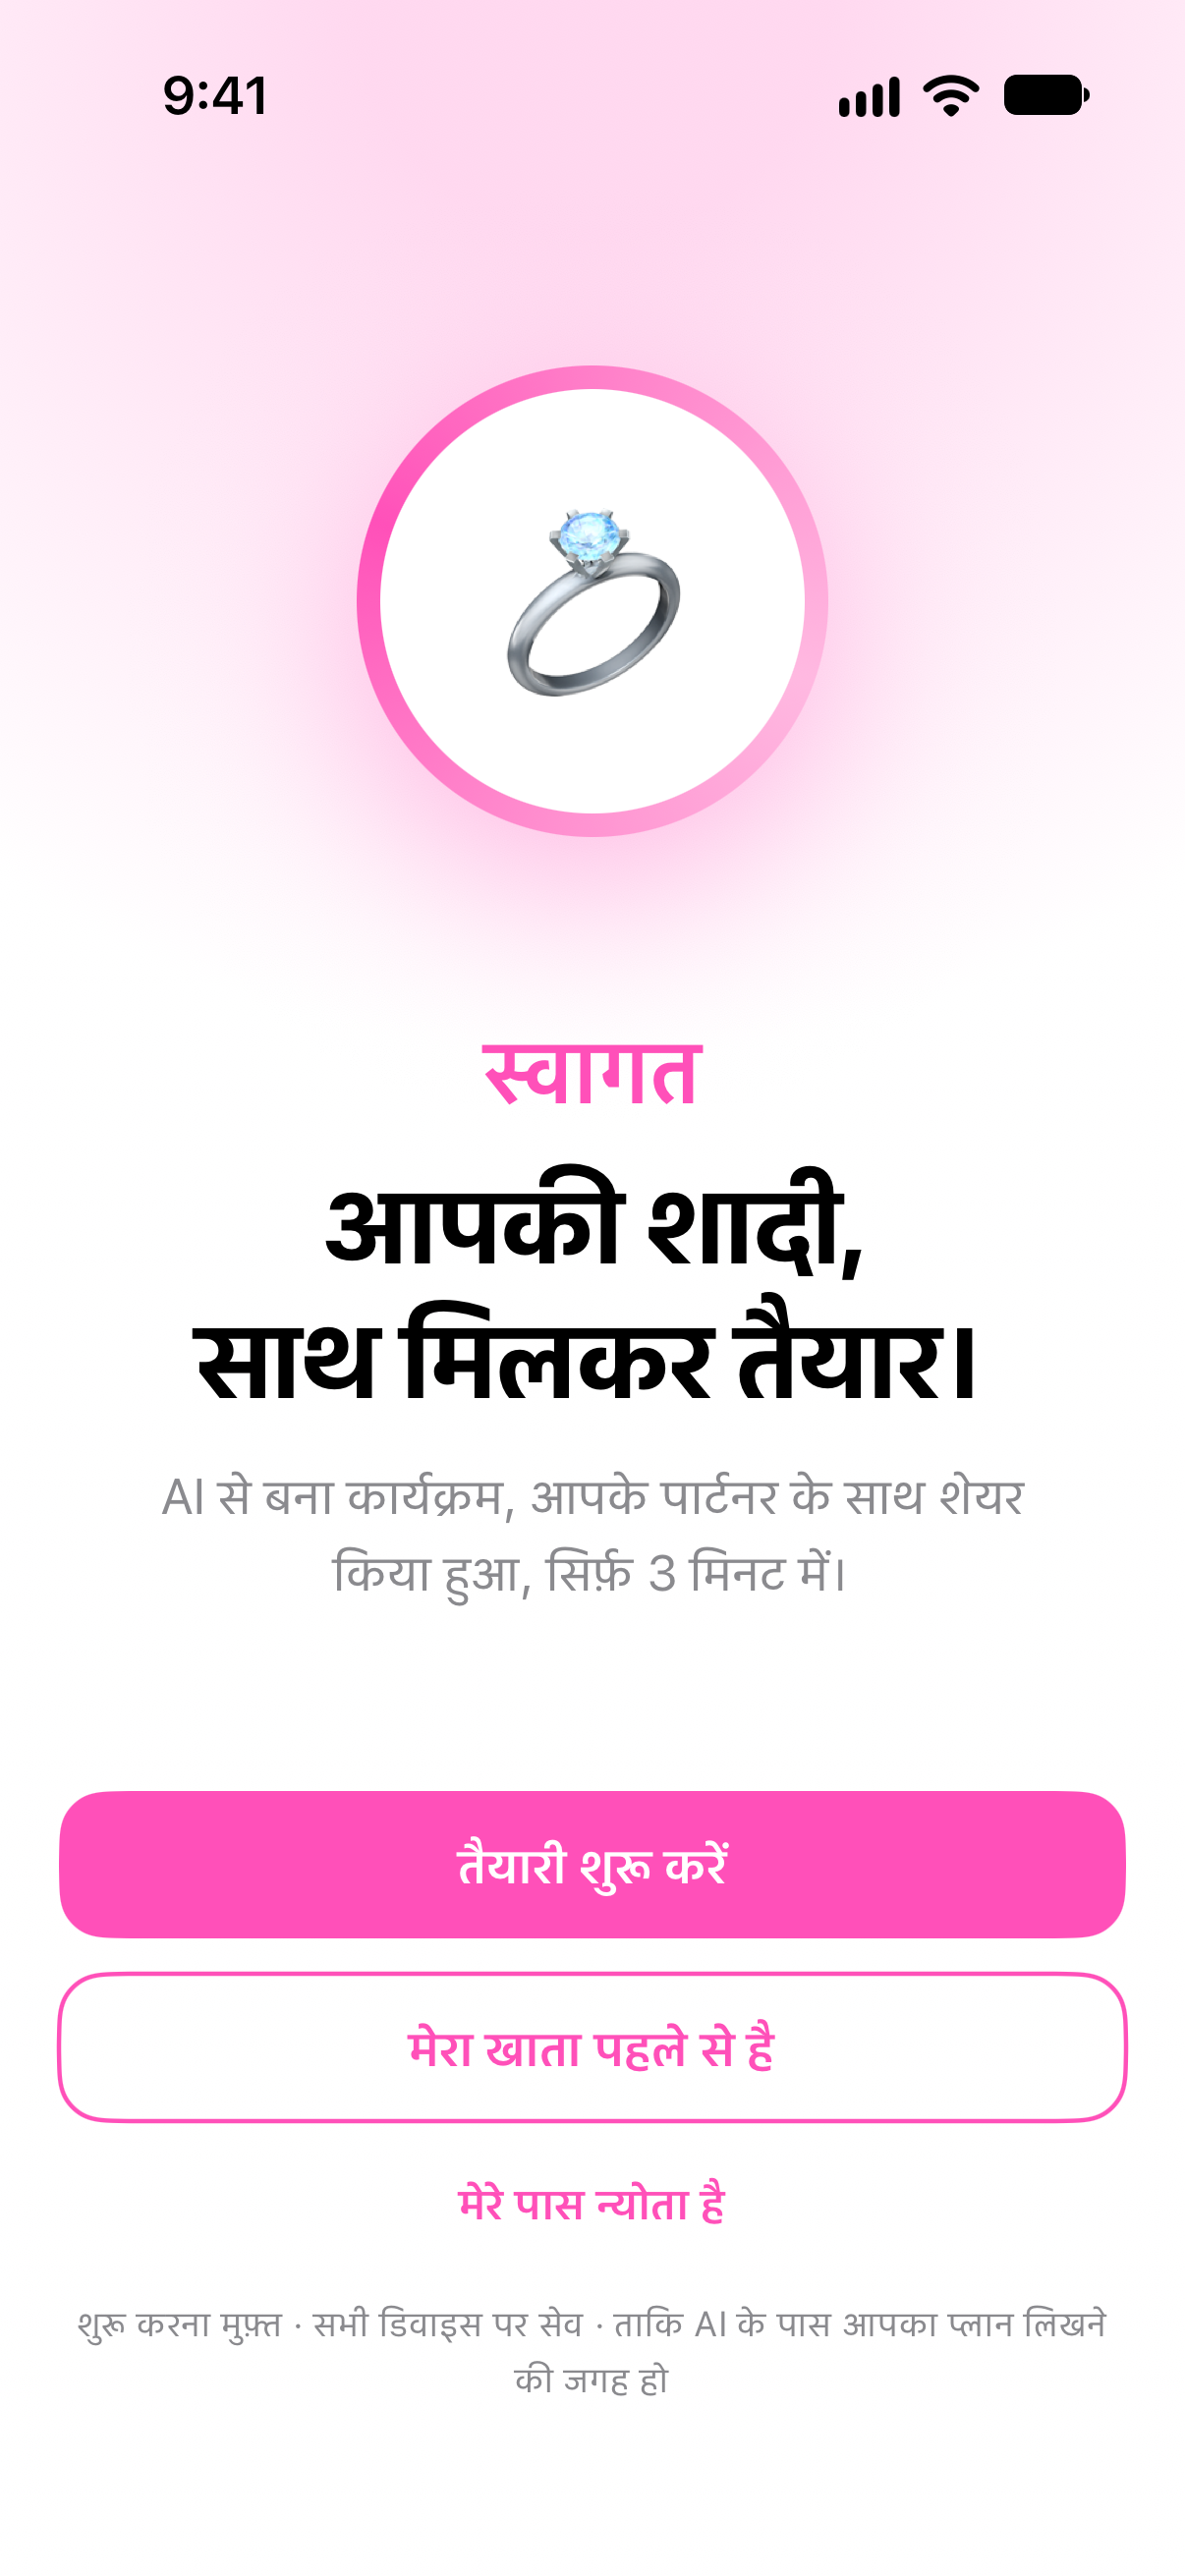 9:41
स्वागत
आपकी शादी,
साथ मिलकर तैयार।
AI से बना कार्यक्रम, आपके पार्टनर के साथ शेयर
किया हुआ, सिर्फ़ 3 मिनट में।
तैयारी शुरू करें
मेरा खाता पहले से है
मेरे पास न्योता है
शुरू करना मुफ़्त · सभी डिवाइस पर सेव · ताकि AI के पास आपका प्लान लिखने
की जगह हो